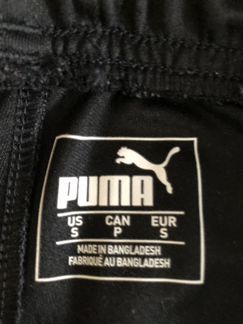 PUMA
US CAN EUR
S P S
MADE IN BANGLADESH
FABRIQUÉ AU BANGLADESH